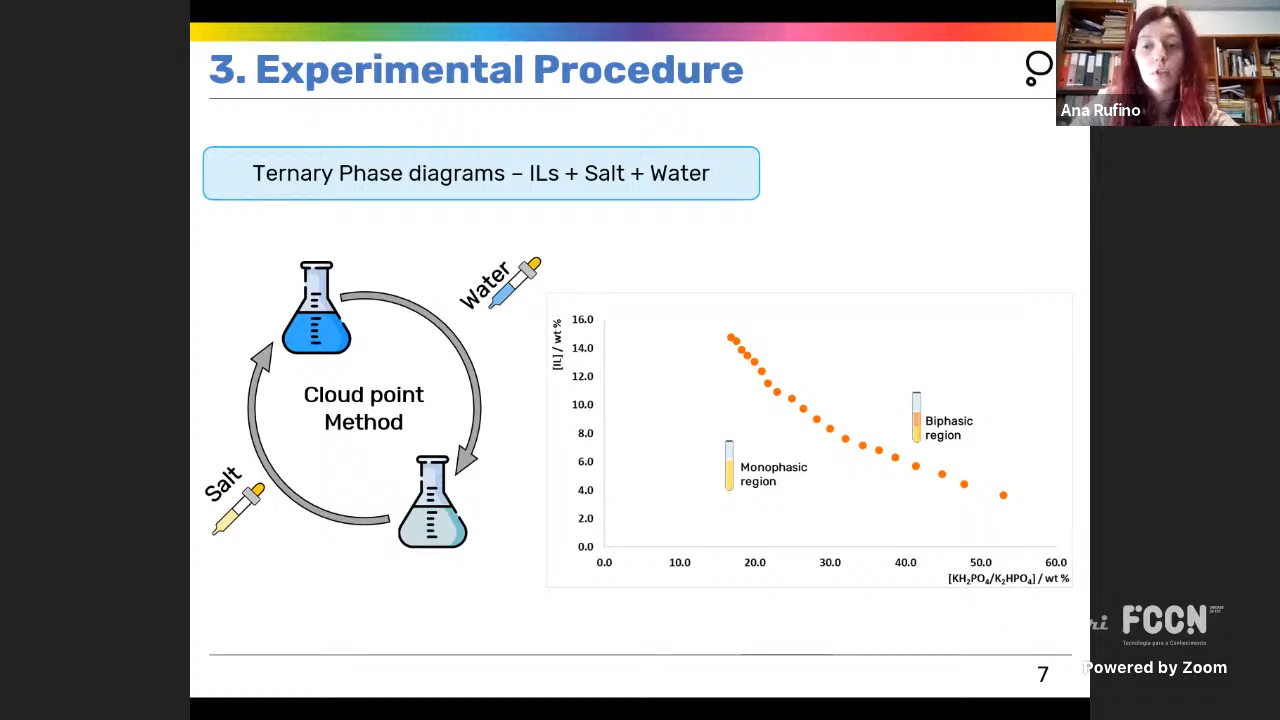 3. Experimental Procedure
Ana Rufino
Ternary Phase diagrams – ILs + Salt + Water
Water
Cloud point
Method
Salt
[IL] / wt %
16.0
14.0
12.0
10.0
8.0
6.0
4.0
2.0
0.0
Biphasic
region
Monophasic
region
0.0 10.0 20.0 30.0 40.0 50.0 60.0
[KH₂PO₄/K₂HPO₄] / wt %
FCCN
Tecnologia para o Conhecimento
Powered by Zoom
7